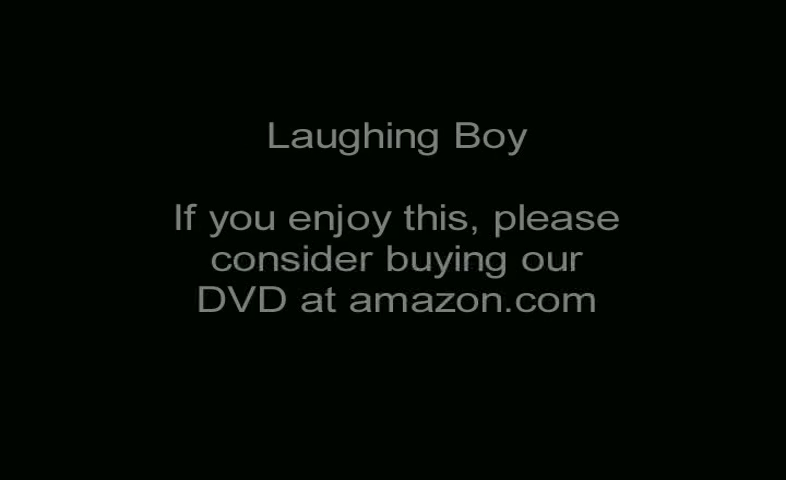 Laughing Boy
If you enjoy this, please
consider buying our
DVD at amazon.com